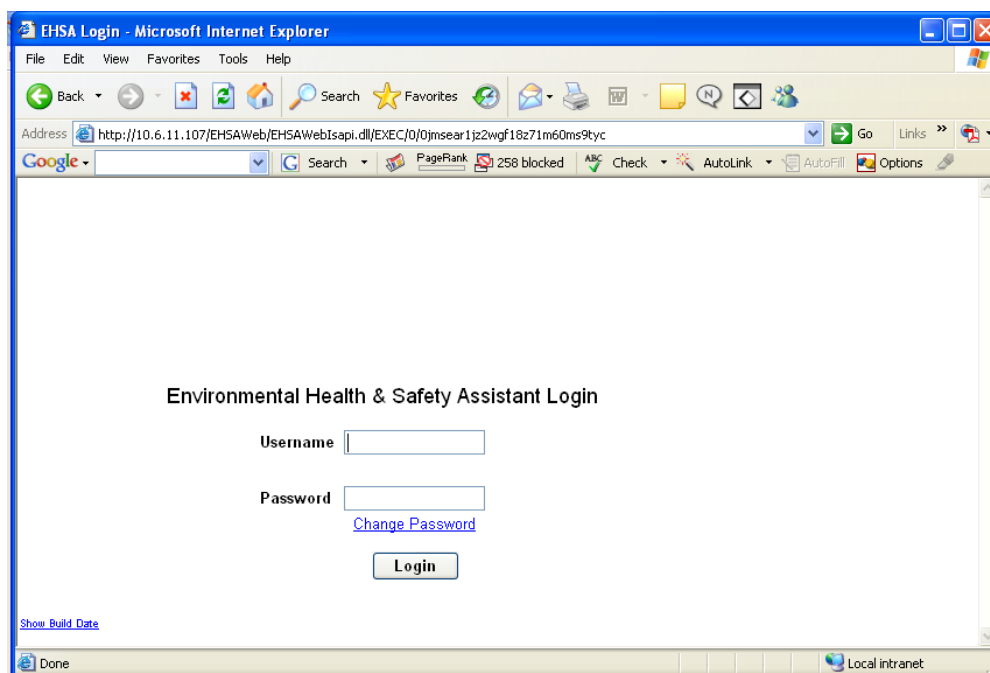 EHSA Login - Microsoft Internet Explorer
File Edit View Favorites Tools Help
Back Search Favorites
Address http://10.6.11.107/EHSAWeb/EHSAWebIsapi.dll/EXEC/0/0jmsear1jz2wgf18z71m60ms9tyc Go Links »
Google Search PageRank 258 blocked ABC Check AutoLink AutoFill Options
Environmental Health & Safety Assistant Login
Username
Password
Change Password
Login
Show Build Date
Done Local intranet